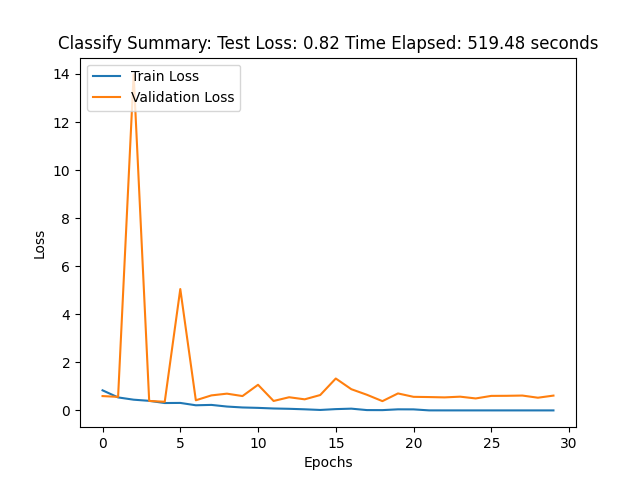 Classify Summary: Test Loss: 0.82 Time Elapsed: 519.48 seconds
Train Loss
Validation Loss
14
12
10
8
6
4
2
0
Loss
0 5 10 15 20 25 30
Epochs